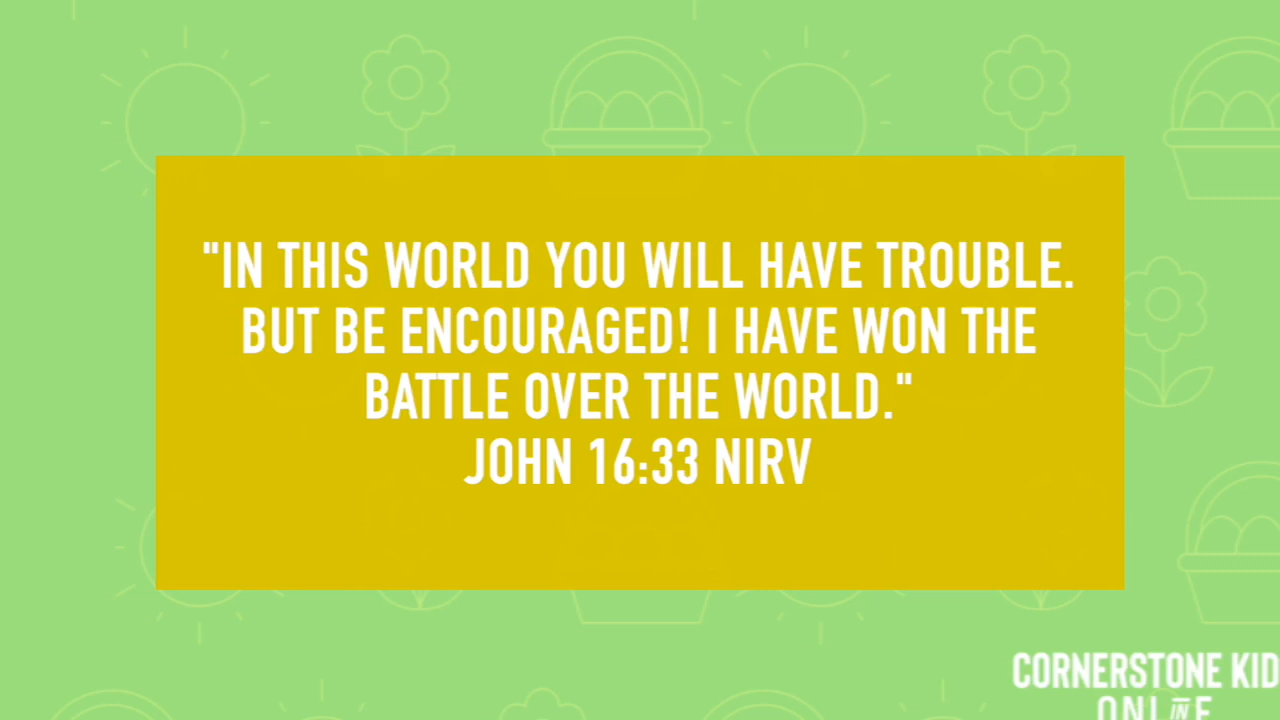 "IN THIS WORLD YOU WILL HAVE TROUBLE.
BUT BE ENCOURAGED! I HAVE WON THE
BATTLE OVER THE WORLD."
JOHN 16:33 NIRV
CORNERSTONE KID